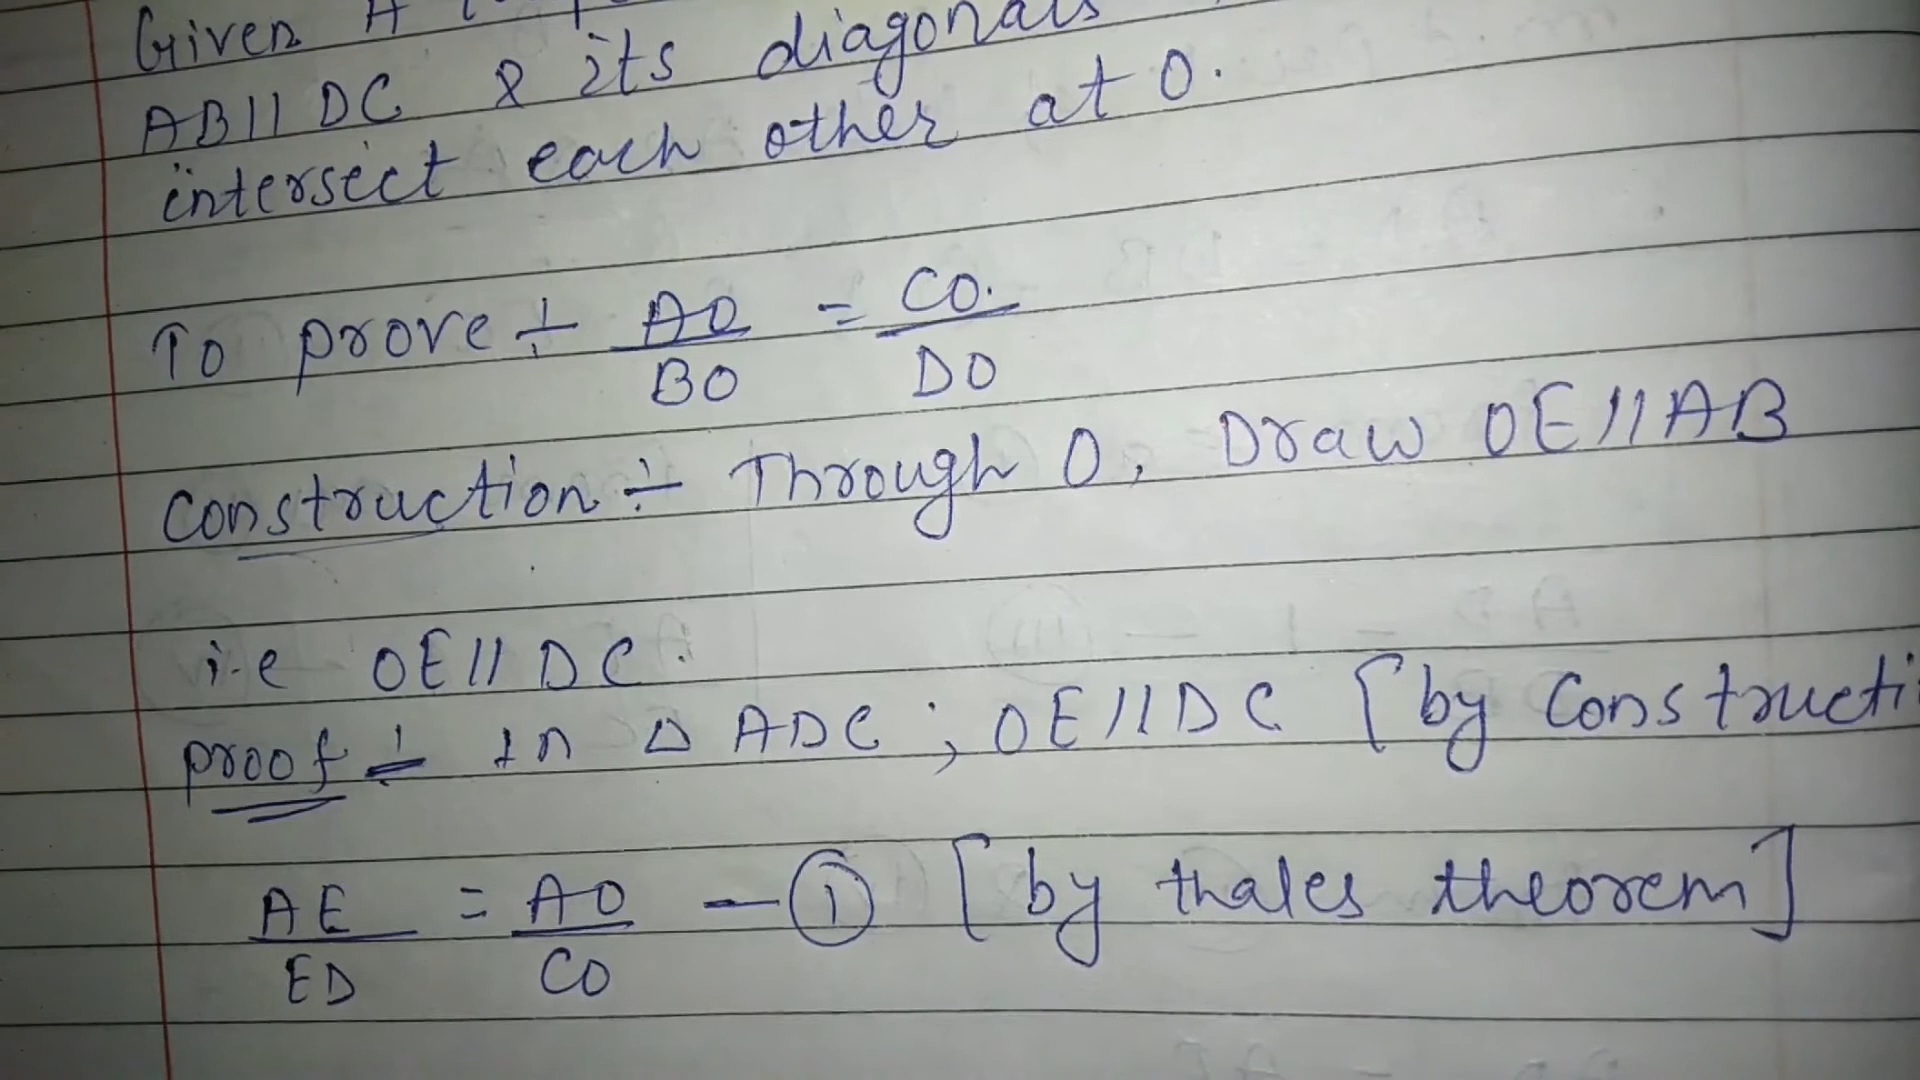 Given A
ABII DC & its diagonals
intersect each other at O.
To prove ÷ AO/BO = CO./DO
Construction ÷ Through O, Draw OE||AB
i.e OE|| DC.
proof ÷ In △ ADC ; OE||DC [by Constructi
AE/ED = AO/CO — ① [by thales theorem]